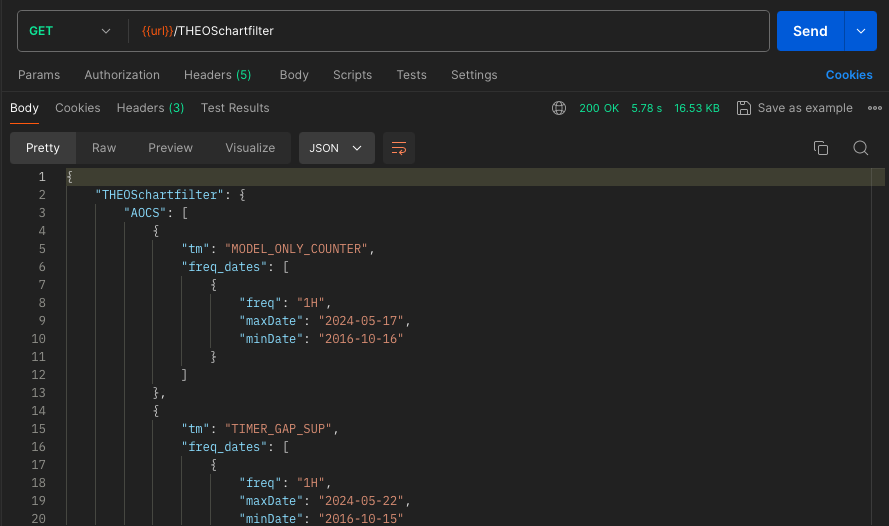 GET {{url}}/THEOSchartfilter Send
Params Authorization Headers (5) Body Scripts Tests Settings Cookies
Body Cookies Headers (3) Test Results 200 OK 5.78 s 16.53 KB Save as example
Pretty Raw Preview Visualize JSON
1 {
2 "THEOSchartfilter": {
3 "AOCS": [
4 {
5 "tm": "MODEL_ONLY_COUNTER",
6 "freq_dates": [
7 {
8 "freq": "1H",
9 "maxDate": "2024-05-17",
10 "minDate": "2016-10-16"
11 }
12 ]
13 },
14 {
15 "tm": "TIMER_GAP_SUP",
16 "freq_dates": [
17 {
18 "freq": "1H",
19 "maxDate": "2024-05-22",
20 "minDate": "2016-10-15"